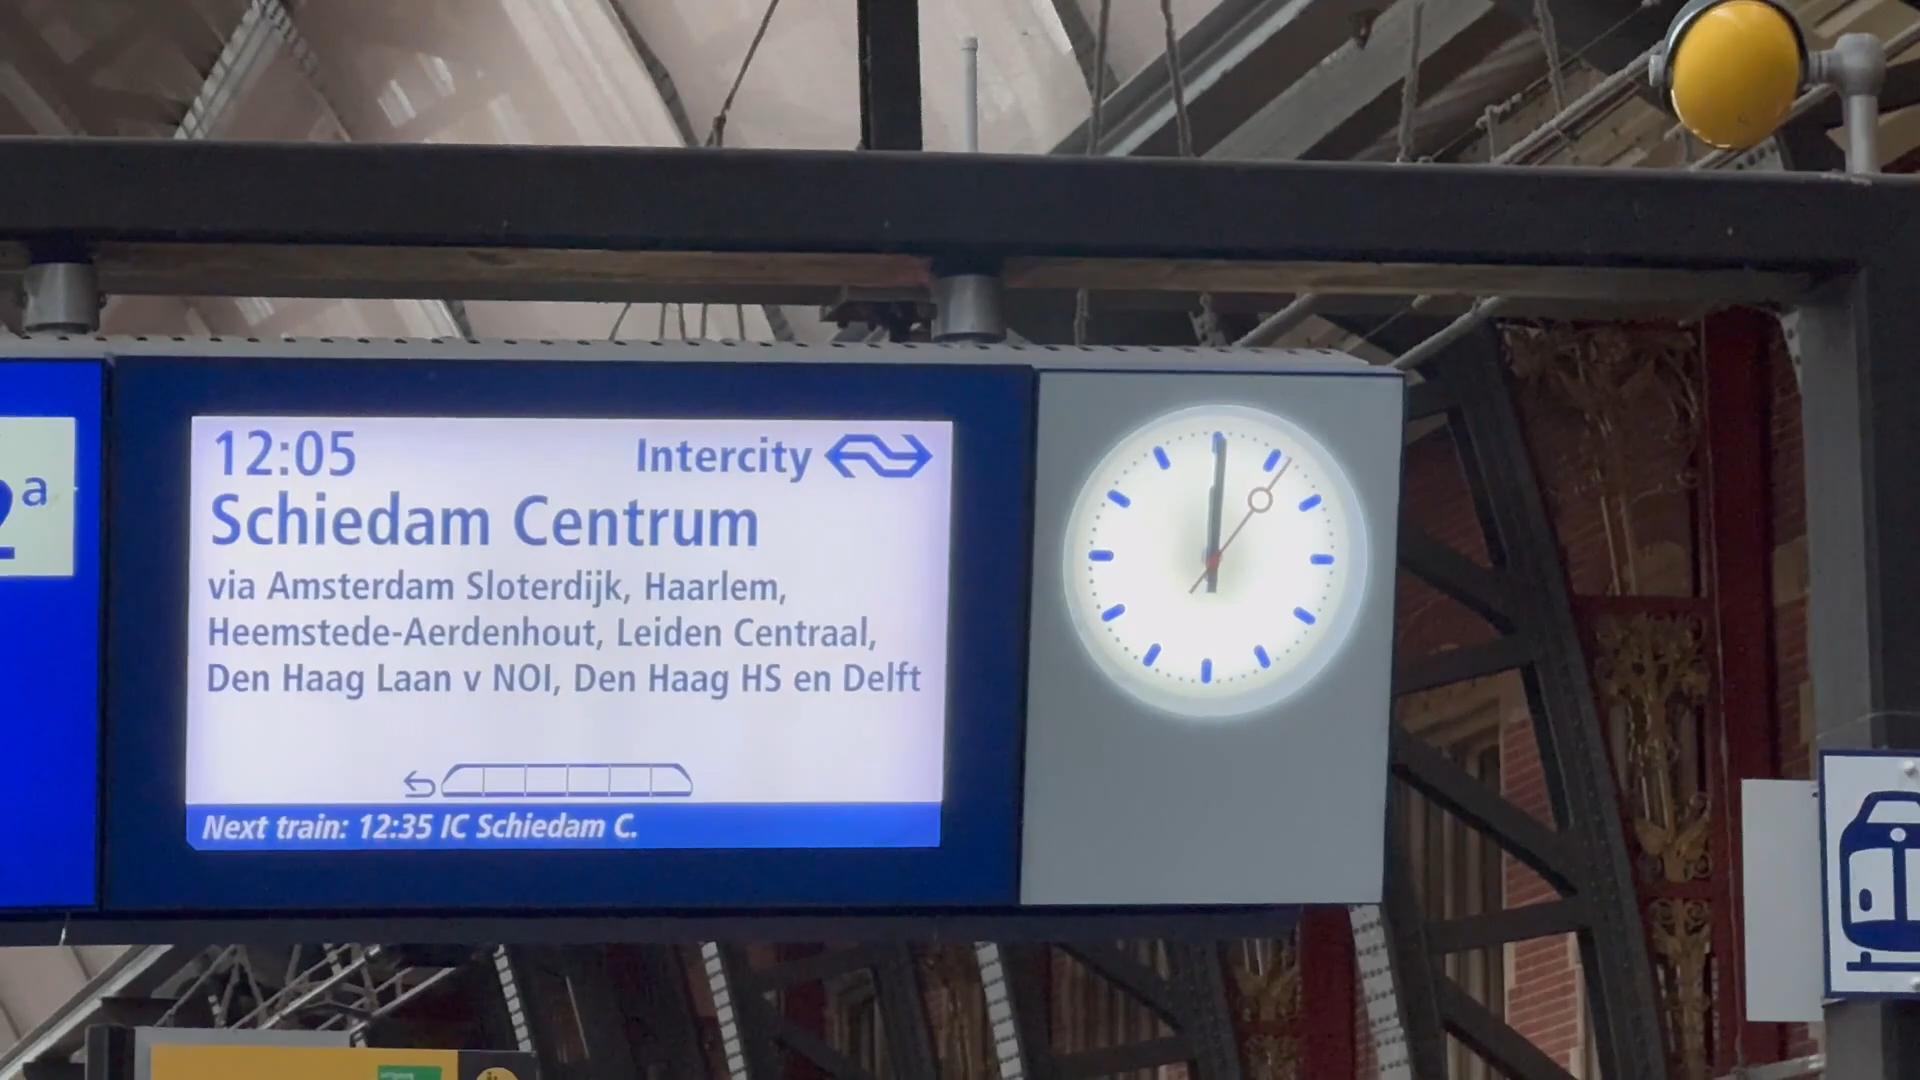 2a
12:05 Intercity
Schiedam Centrum
via Amsterdam Sloterdijk, Haarlem,
Heemstede-Aerdenhout, Leiden Centraal,
Den Haag Laan v NOI, Den Haag HS en Delft
Next train: 12:35 IC Schiedam C.